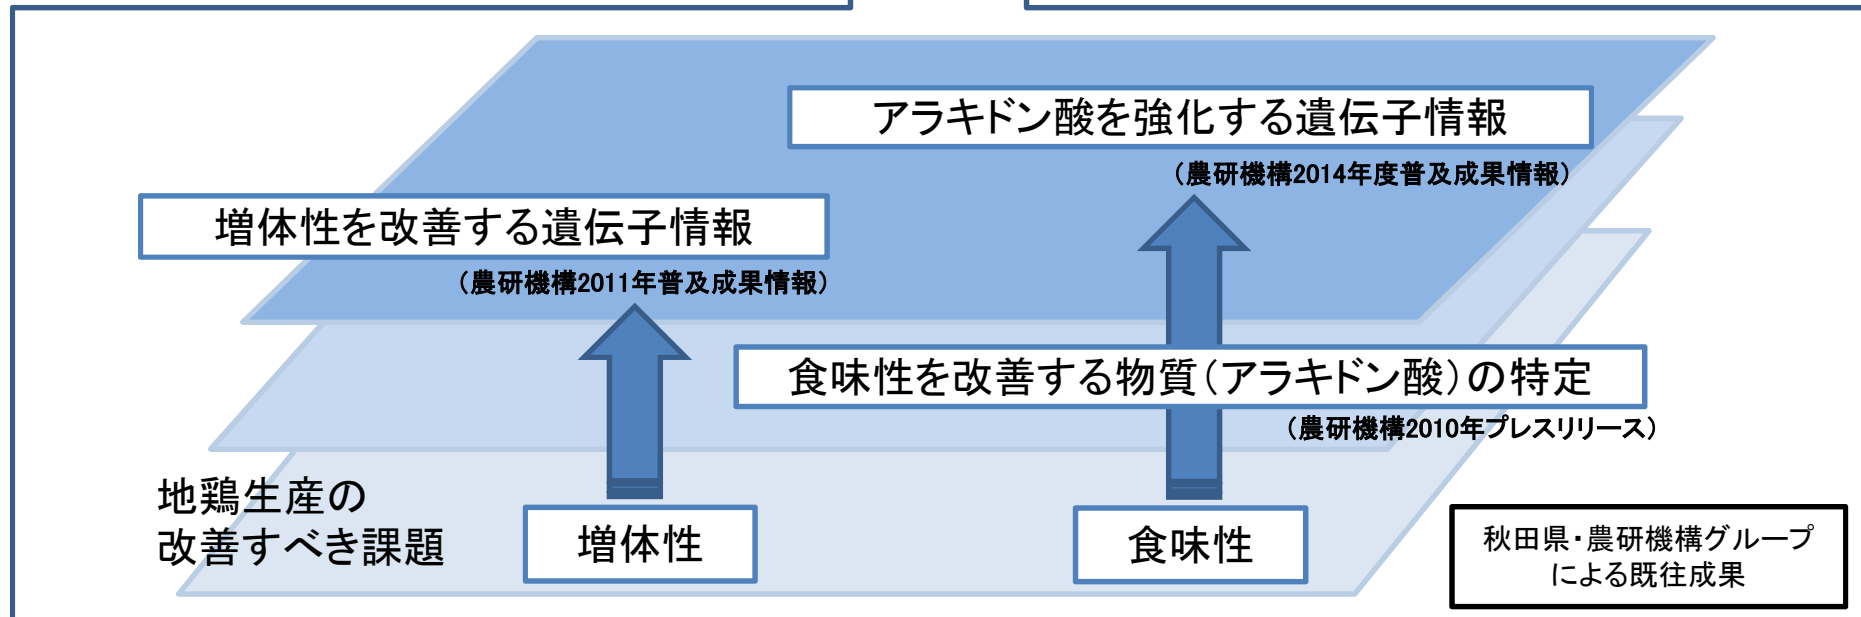 アラキドン酸を強化する遺伝子情報
（農研機構2014年度普及成果情報）
増体性を改善する遺伝子情報
（農研機構2011年普及成果情報）
食味性を改善する物質（アラキドン酸）の特定
（農研機構2010年プレスリリース）
地鶏生産の
改善すべき課題
増体性
食味性
秋田県・農研機構グループ
による既往成果